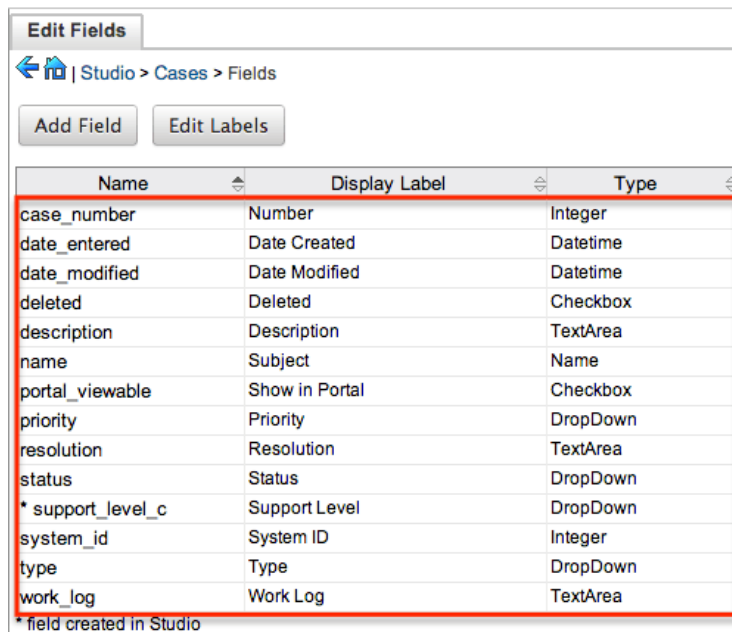 Edit Fields
| Studio > Cases > Fields
Add Field Edit Labels
Name Display Label Type
case_number Number Integer
date_entered Date Created Datetime
date_modified Date Modified Datetime
deleted Deleted Checkbox
description Description TextArea
name Subject Name
portal_viewable Show in Portal Checkbox
priority Priority DropDown
resolution Resolution TextArea
status Status DropDown
* support_level_c Support Level DropDown
system_id System ID Integer
type Type DropDown
work_log Work Log TextArea
* field created in Studio